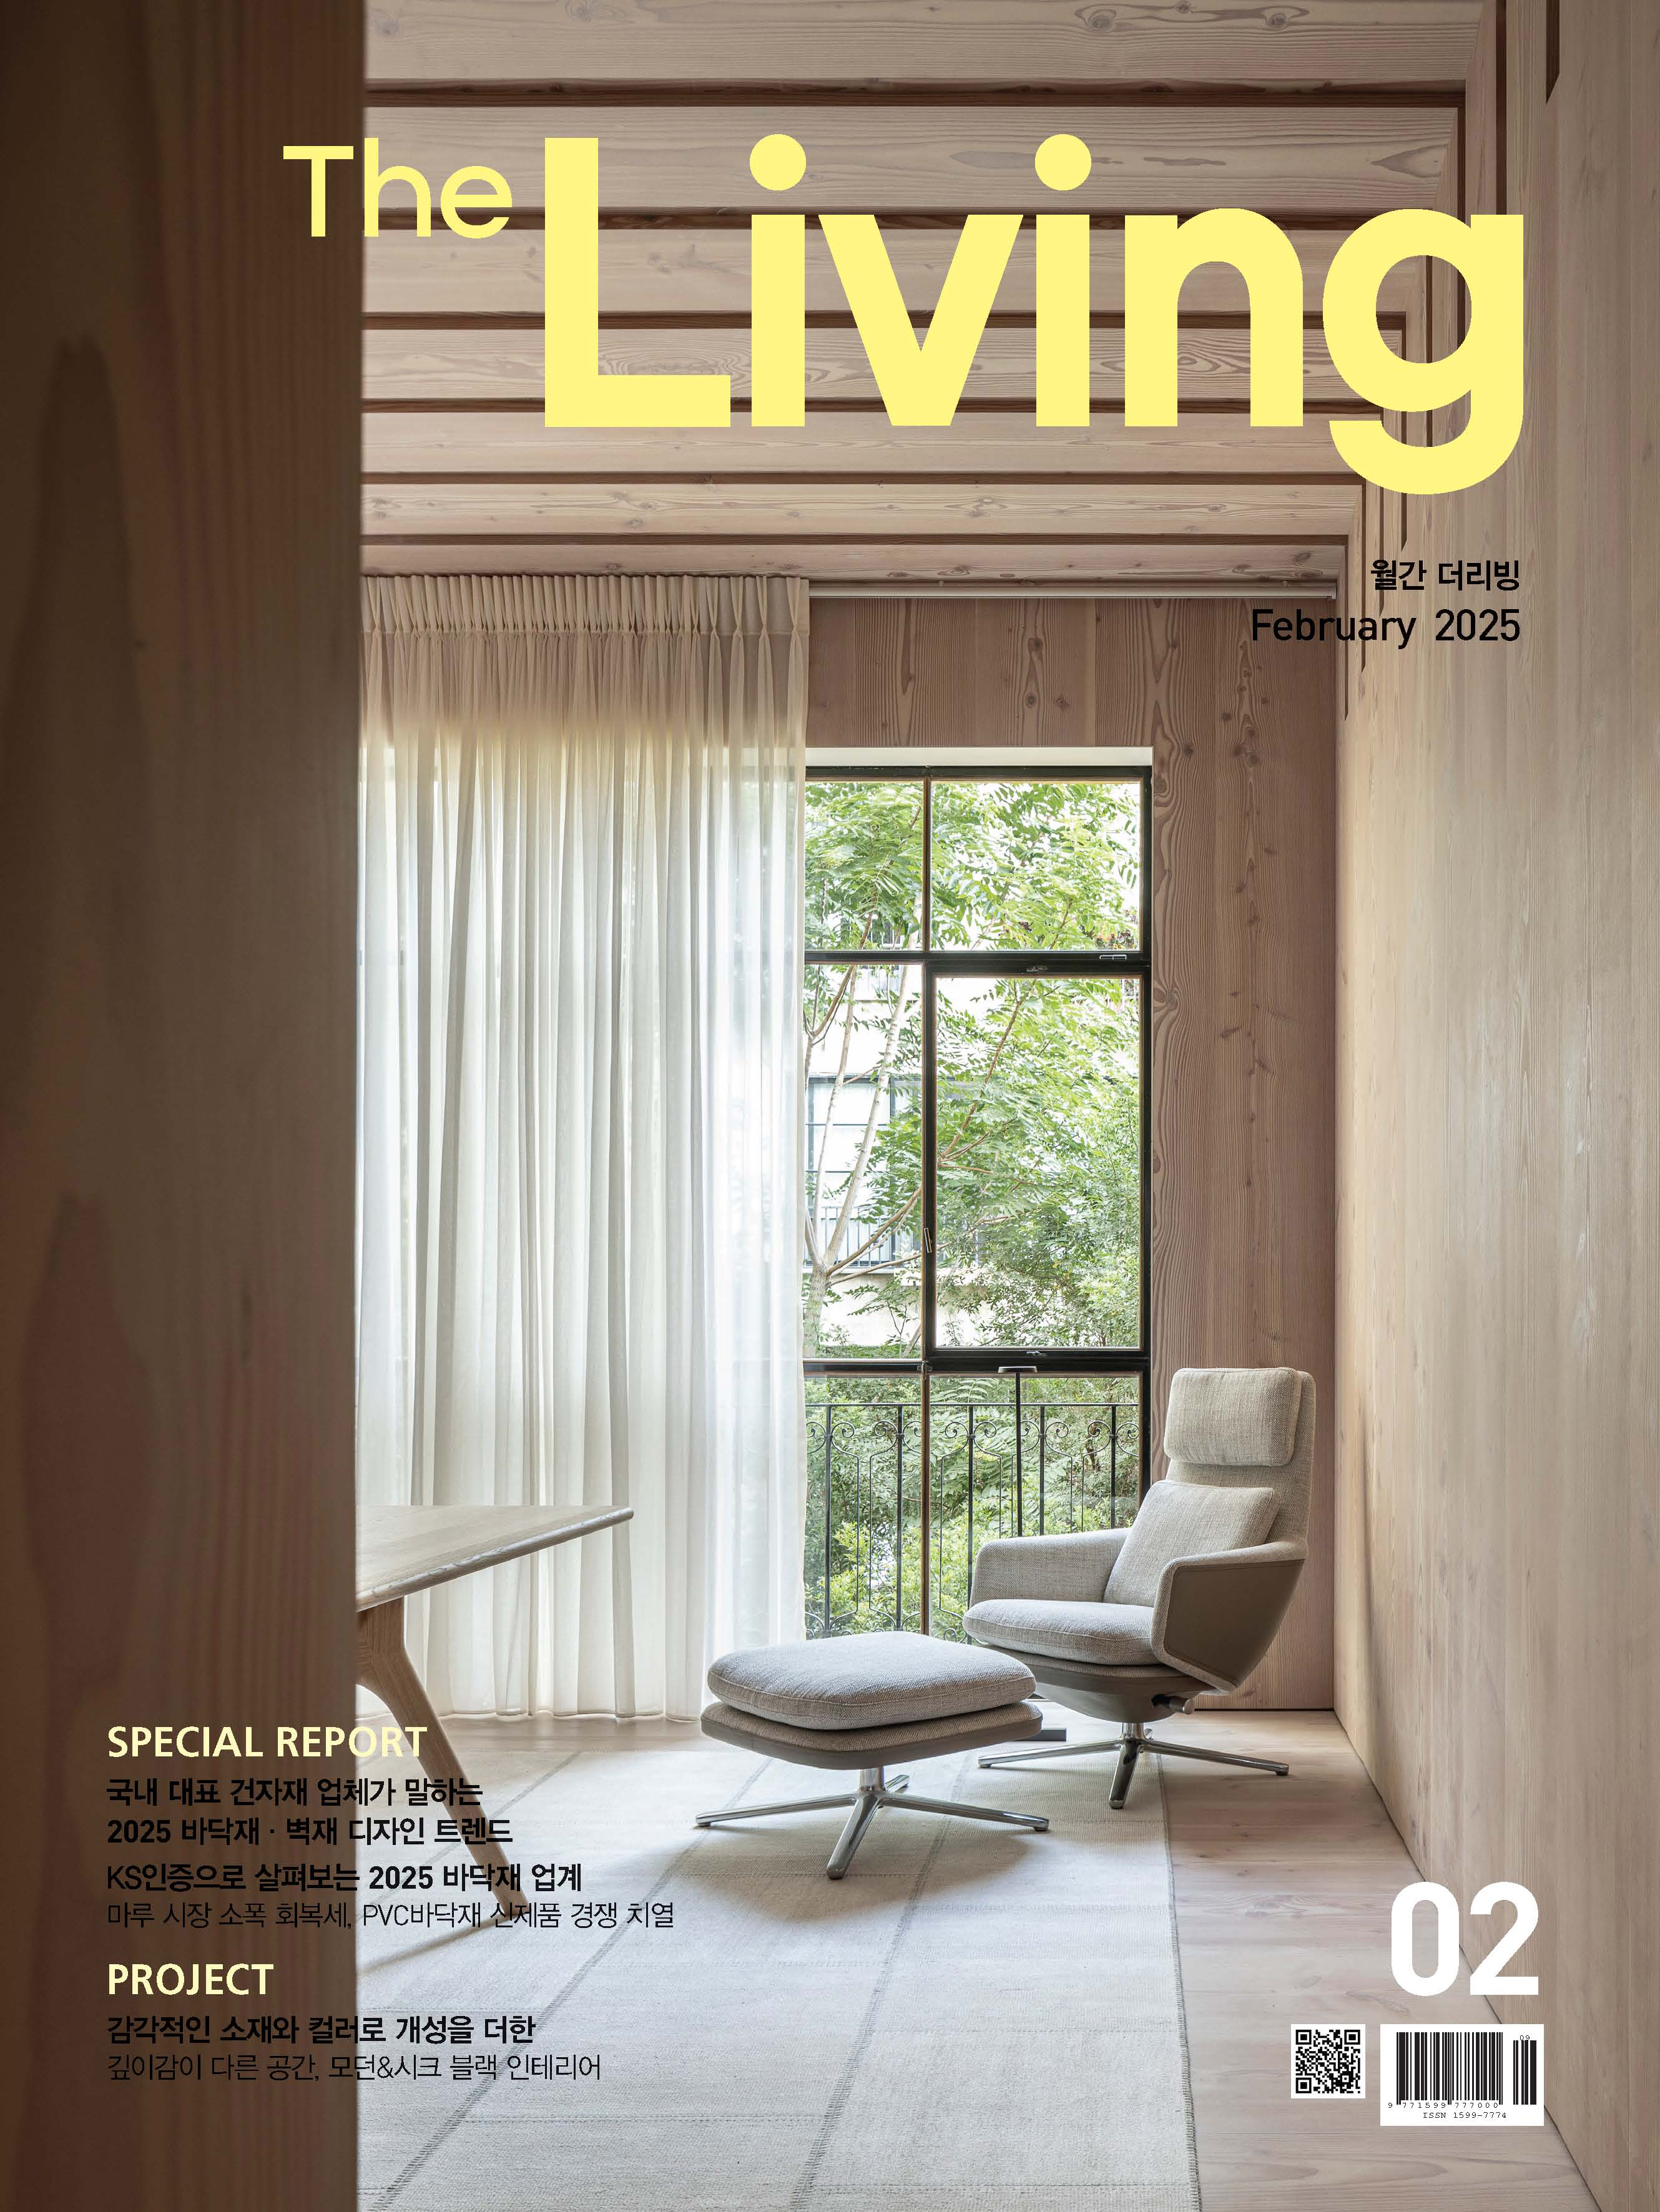 The Living
월간 더리빙
February 2025
SPECIAL REPORT
국내 대표 건자재 업체가 말하는
2025 바닥재 · 벽재 디자인 트렌드
KS인증으로 살펴보는 2025 바닥재 업계
마루 시장 소폭 회복세, PVC바닥재 신제품 경쟁 치열
PROJECT
감각적인 소재와 컬러로 개성을 더한
깊이감이 다른 공간, 모던&시크 블랙 인테리어
02
09
9 771599 777000
ISSN 1599-7774